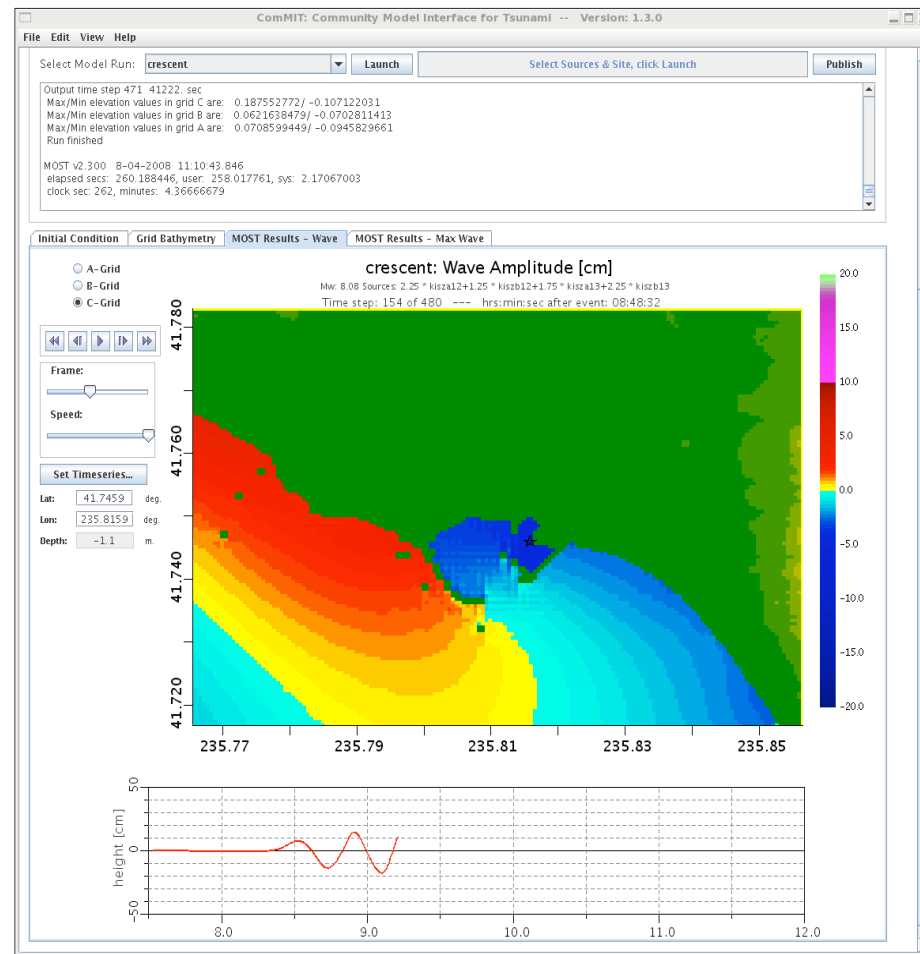 ComMIT: Community Model Interface for Tsunami -- Version: 1.3.0
File Edit View Help
Select Model Run: crescent Launch Select Sources & Site, click Launch Publish
Output time step 471 41222. sec
Max/Min elevation values in grid C are: 0.187552772/ -0.107122031
Max/Min elevation values in grid B are: 0.0621638479/ -0.0702811413
Max/Min elevation values in grid A are: 0.0708599449/ -0.0945829661
Run finished
MOST v2.300 8-04-2008 11:10:43.846
elapsed secs: 260.188446, user: 258.017761, sys: 2.17067003
clock sec: 262, minutes: 4.36666679
Initial Condition Grid Bathymetry MOST Results - Wave MOST Results - Max Wave
A-Grid
B-Grid
C-Grid
Frame:
Speed:
Set Timeseries...
Lat: 41.7459 deg.
Lon: 235.8159 deg.
Depth: -1.1 m.
crescent: Wave Amplitude [cm]
Mw: 8.08 Sources: 2.25 * kisza12+1.25 * kiszb12+1.75 * kisza13+2.25 * kiszb13
Time step: 154 of 480 --- hrs:min:sec after event: 08:48:32
41.780
41.760
41.740
41.720
235.77 235.79 235.81 235.83 235.85
20.0
15.0
10.0
5.0
0.0
-5.0
-10.0
-15.0
-20.0
height [cm]
50
0
-50
8.0 9.0 10.0 11.0 12.0